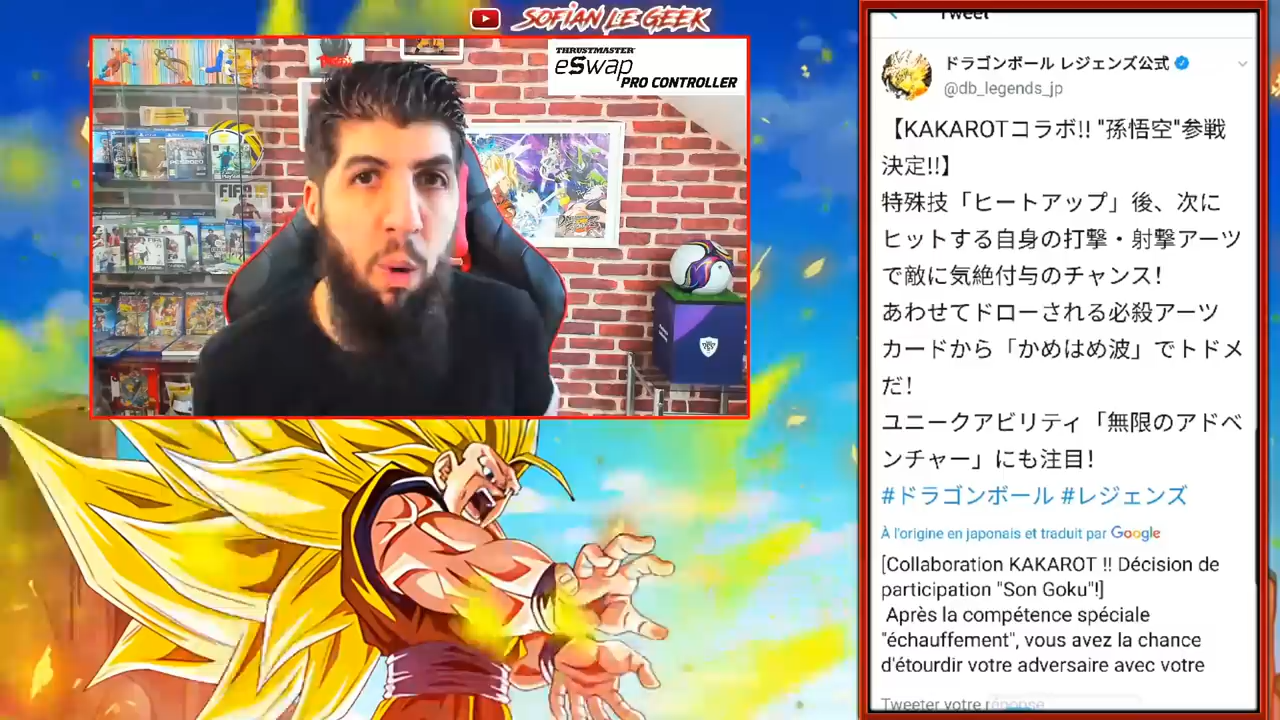 SOFIAN LE GEEK
THRUSTMASTER
eSwap
PRO CONTROLLER
FIFA
Tweet
ドラゴンボール レジェンズ公式
@db_legends_jp
【KAKAROTコラボ!! "孫悟空"参戦
決定!!】
特殊技「ヒートアップ」後、次に
ヒットする自身の打撃・射撃アーツ
で敵に気絶付与のチャンス!
あわせてドローされる必殺アーツ
カードから「かめはめ波」でトドメ
だ!
ユニークアビリティ「無限のアドベ
ンチャー」にも注目!
#ドラゴンボール #レジェンズ
À l'origine en japonais et traduit par Google
[Collaboration KAKAROT !! Décision de
participation "Son Goku"!]
Après la compétence spéciale
"échauffement", vous avez la chance
d'étourdir votre adversaire avec votre
Tweeter votre réponse